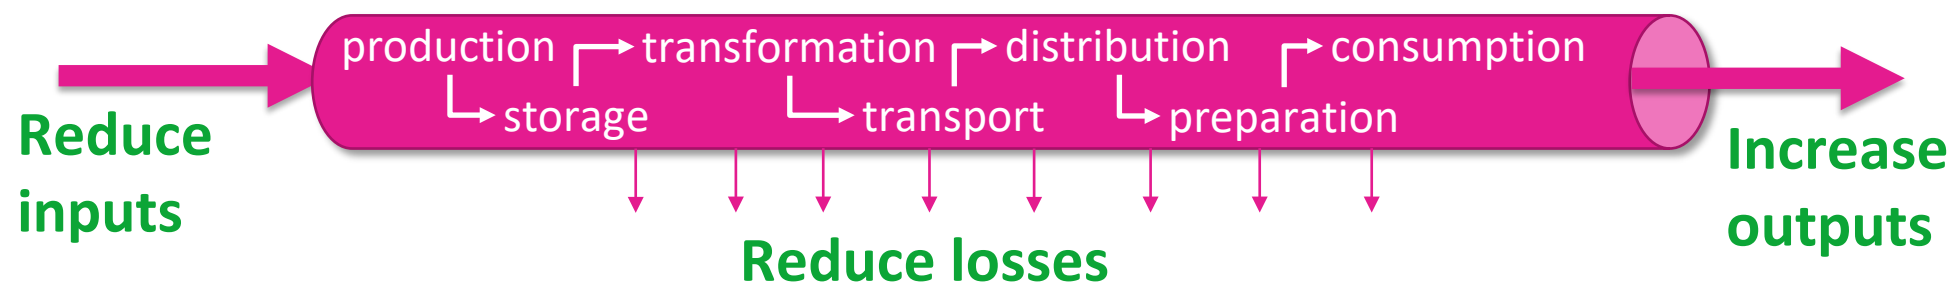 production
storage
transformation
transport
distribution
preparation
consumption
Reduce
inputs
Reduce losses
Increase
outputs